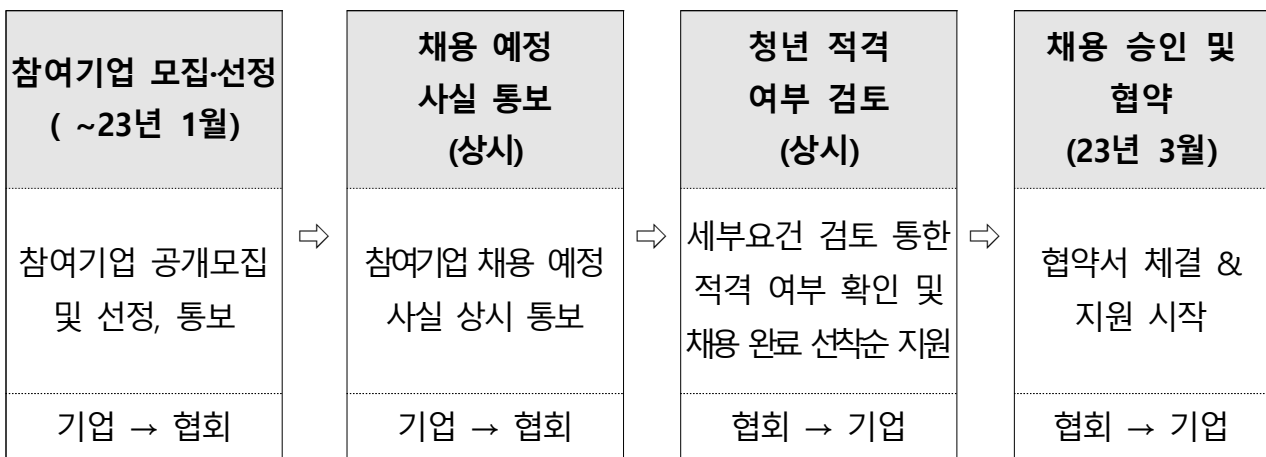 참여기업 모집·선정
( ~23년 1월)
참여기업 공개모집
및 선정, 통보
기업 → 협회
⇨
채용 예정
사실 통보
(상시)
참여기업 채용 예정
사실 상시 통보
기업 → 협회
⇨
청년 적격
여부 검토
(상시)
세부요건 검토 통한
적격 여부 확인 및
채용 완료 선착순 지원
협회 → 기업
⇨
채용 승인 및
협약
(23년 3월)
협약서 체결 &
지원 시작
협회 → 기업